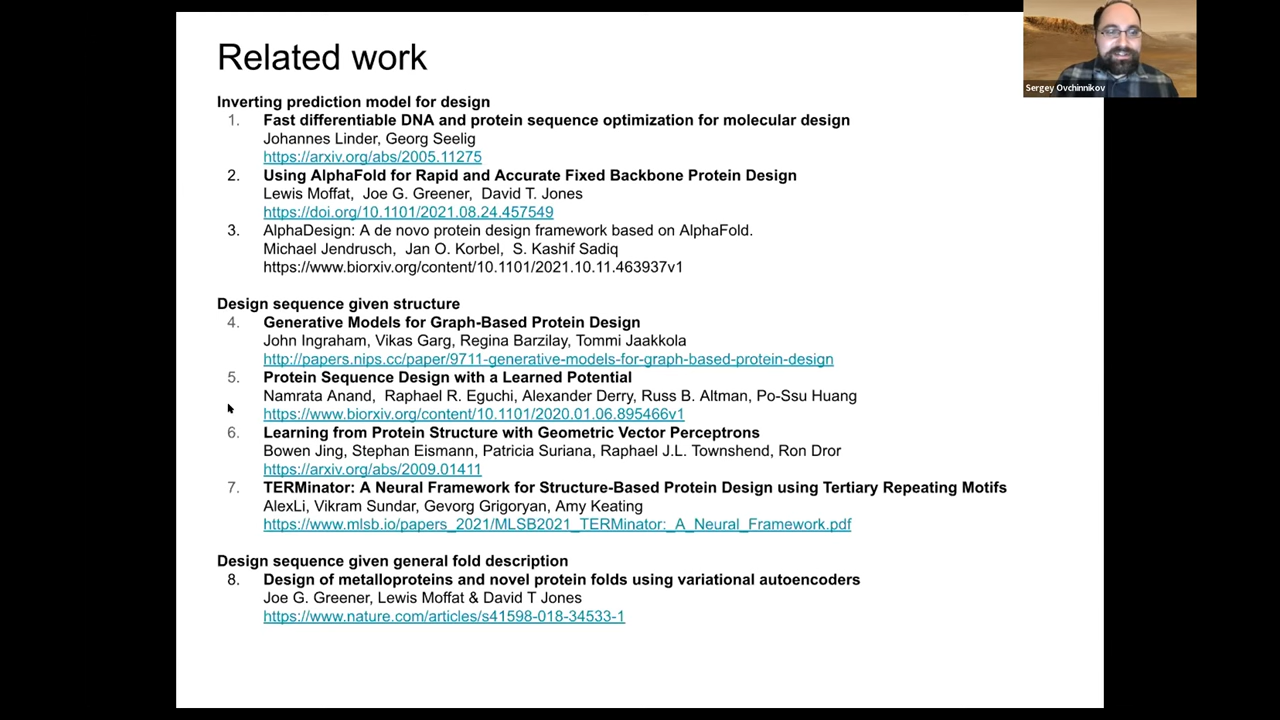 Related work
Sergey Ovchinnikov
Inverting prediction model for design
1. Fast differentiable DNA and protein sequence optimization for molecular design
Johannes Linder, Georg Seelig
https://arxiv.org/abs/2005.11275
2. Using AlphaFold for Rapid and Accurate Fixed Backbone Protein Design
Lewis Moffat, Joe G. Greener, David T. Jones
https://doi.org/10.1101/2021.08.24.457549
3. AlphaDesign: A de novo protein design framework based on AlphaFold.
Michael Jendrusch, Jan O. Korbel, S. Kashif Sadiq
https://www.biorxiv.org/content/10.1101/2021.10.11.463937v1
Design sequence given structure
4. Generative Models for Graph-Based Protein Design
John Ingraham, Vikas Garg, Regina Barzilay, Tommi Jaakkola
http://papers.nips.cc/paper/9711-generative-models-for-graph-based-protein-design
5. Protein Sequence Design with a Learned Potential
Namrata Anand, Raphael R. Eguchi, Alexander Derry, Russ B. Altman, Po-Ssu Huang
https://www.biorxiv.org/content/10.1101/2020.01.06.895466v1
6. Learning from Protein Structure with Geometric Vector Perceptrons
Bowen Jing, Stephan Eismann, Patricia Suriana, Raphael J.L. Townshend, Ron Dror
https://arxiv.org/abs/2009.01411
7. TERMinator: A Neural Framework for Structure-Based Protein Design using Tertiary Repeating Motifs
AlexLi, Vikram Sundar, Gevorg Grigoryan, Amy Keating
https://www.mlsb.io/papers_2021/MLSB2021_TERMinator:_A_Neural_Framework.pdf
Design sequence given general fold description
8. Design of metalloproteins and novel protein folds using variational autoencoders
Joe G. Greener, Lewis Moffat & David T Jones
https://www.nature.com/articles/s41598-018-34533-1